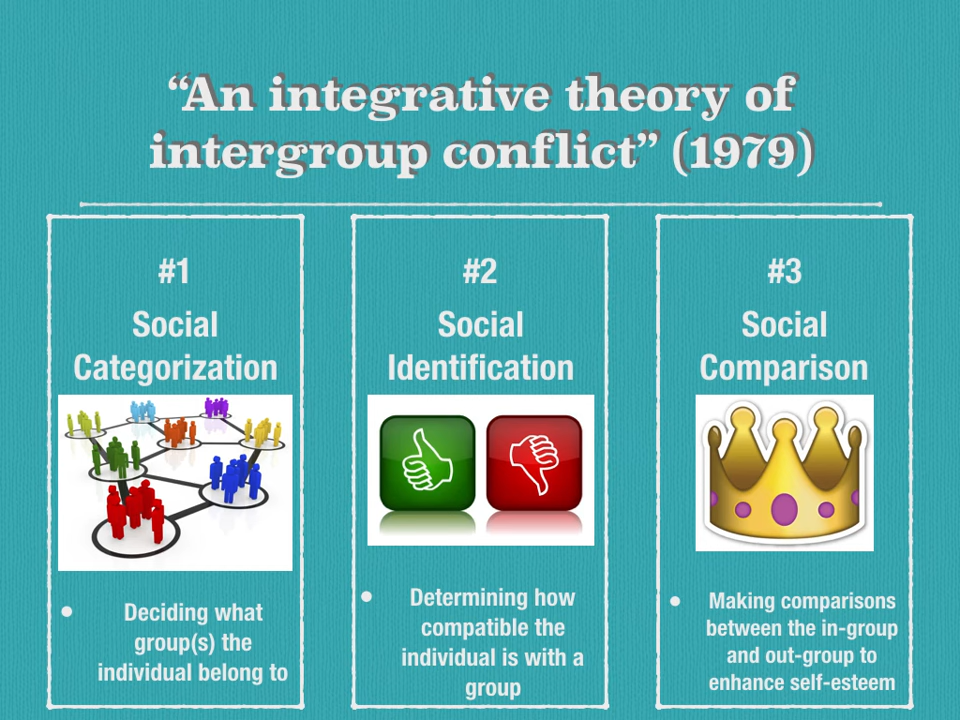 “An integrative theory of
intergroup conflict” (1979)
#1
Social
Categorization
• Deciding what
group(s) the
individual belong to
#2
Social
Identification
• Determining how
compatible the
individual is with a
group
#3
Social
Comparison
• Making comparisons
between the in-group
and out-group to
enhance self-esteem